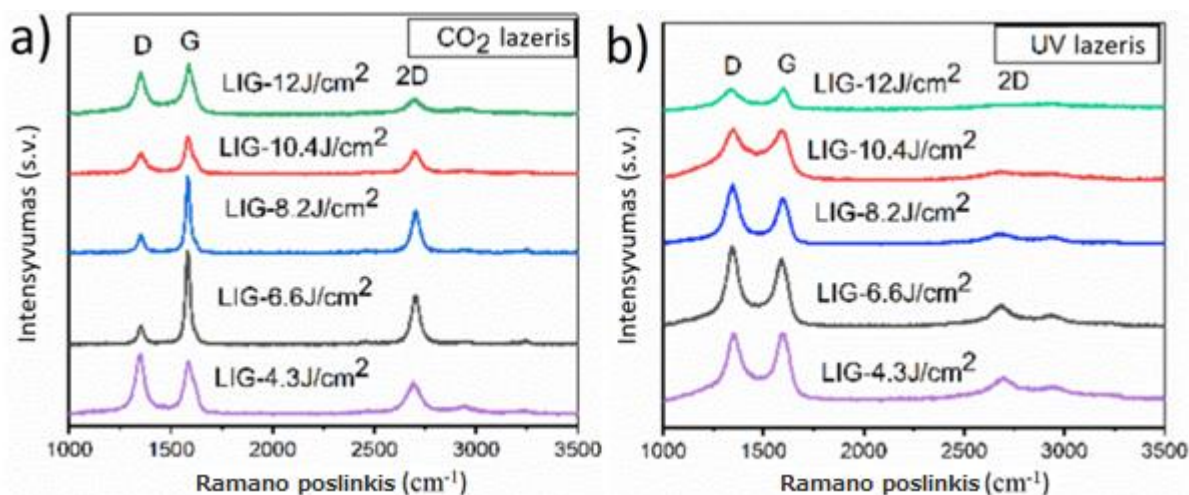 a)
CO₂ lazeris
D
G
2D
LIG-12J/cm²
LIG-10.4J/cm²
LIG-8.2J/cm²
LIG-6.6J/cm²
LIG-4.3J/cm²
Intensyvumas (s.v.)
1000 1500 2000 2500 3000 3500
Ramano poslinkis (cm⁻¹)
b)
UV lazeris
D
G
2D
LIG-12J/cm²
LIG-10.4J/cm²
LIG-8.2J/cm²
LIG-6.6J/cm²
LIG-4.3J/cm²
Intensyvumas (s.v.)
1000 1500 2000 2500 3000 3500
Ramano poslinkis (cm⁻¹)